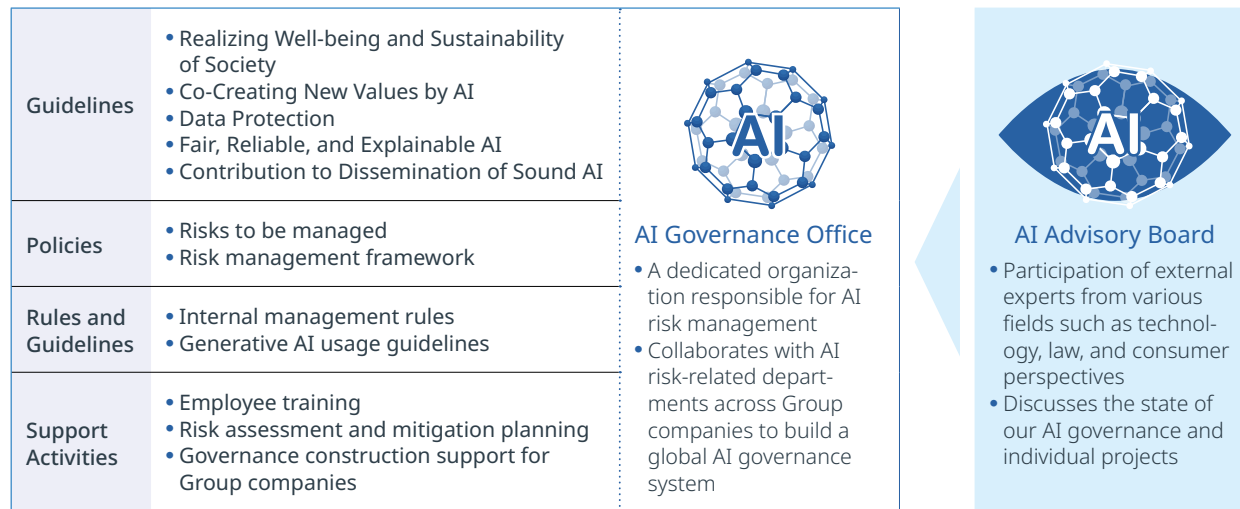 Guidelines
• Realizing Well-being and Sustainability
of Society
• Co-Creating New Values by AI
• Data Protection
• Fair, Reliable, and Explainable AI
• Contribution to Dissemination of Sound AI
Policies
• Risks to be managed
• Risk management framework
Rules and
Guidelines
• Internal management rules
• Generative AI usage guidelines
Support
Activities
• Employee training
• Risk assessment and mitigation planning
• Governance construction support for
Group companies
AI
AI Governance Office
• A dedicated organiza-
tion responsible for AI
risk management
• Collaborates with AI
risk-related depart-
ments across Group
companies to build a
global AI governance
system
AI
AI Advisory Board
• Participation of external
experts from various
fields such as technol-
ogy, law, and consumer
perspectives
• Discusses the state of
our AI governance and
individual projects